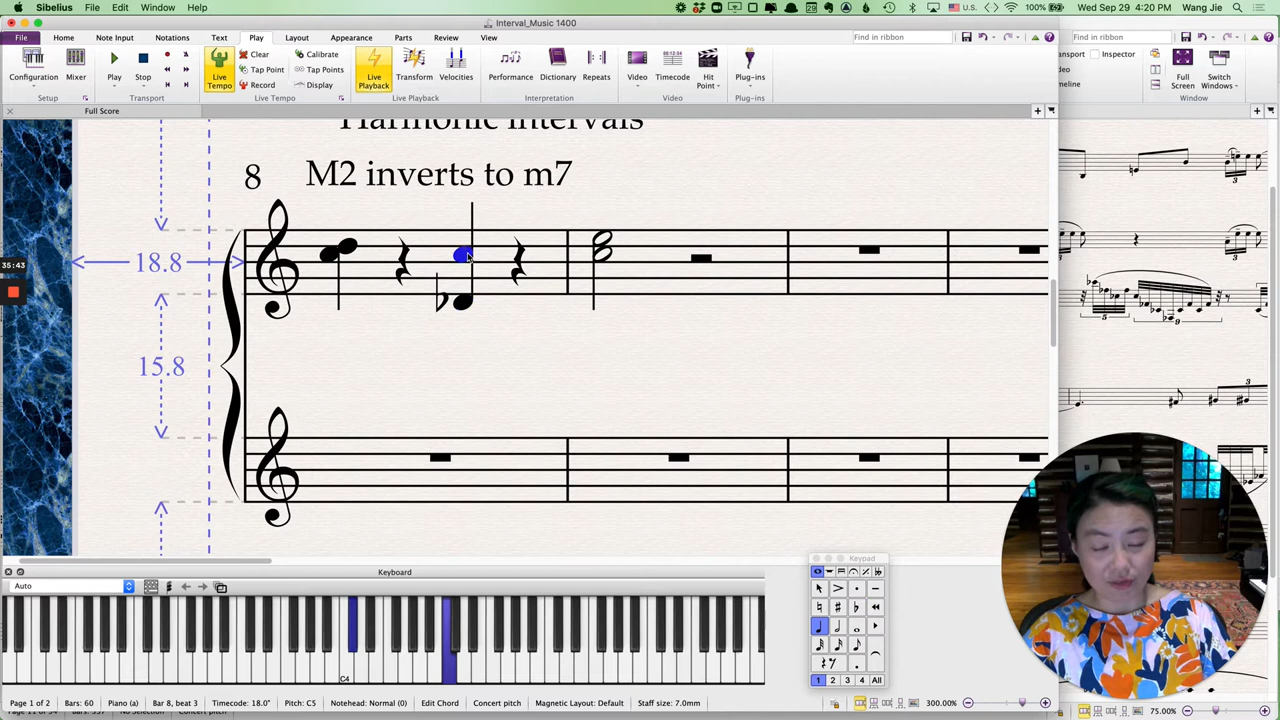 Sibelius File Edit View Window Help
100% Wed Sep 29 4:20 PM Wang Jie
Interval_Music 1400
File Home Note Input Notations Text Play Layout Appearance Parts Review View Find in ribbon Find in ribbon
Configuration Mixer Play Stop Live Tempo Clear Tap Point Record Calibrate Tap Points Display Live Playback Transform Velocities Performance Dictionary Repeats Video Timecode Hit Point Plug-ins Inspector Full Screen Switch Windows
Setup Transport Live Tempo Live Playback Interpretation Video Plug-ins Window
Full Score
Harmonic intervals
8 M2 inverts to m7
18.8
35:43
15.8
Keyboard
Keypad
Auto
C4
1 2 3 4 All
Page 1 of 2 Bars: 60 Piano (a) Bar 8, beat 3 Timecode: 18.0" Pitch: C5 Notehead: Normal (0) Edit Chord Concert pitch Magnetic Layout: Default Staff size: 7.0mm 300.00% 75.00%